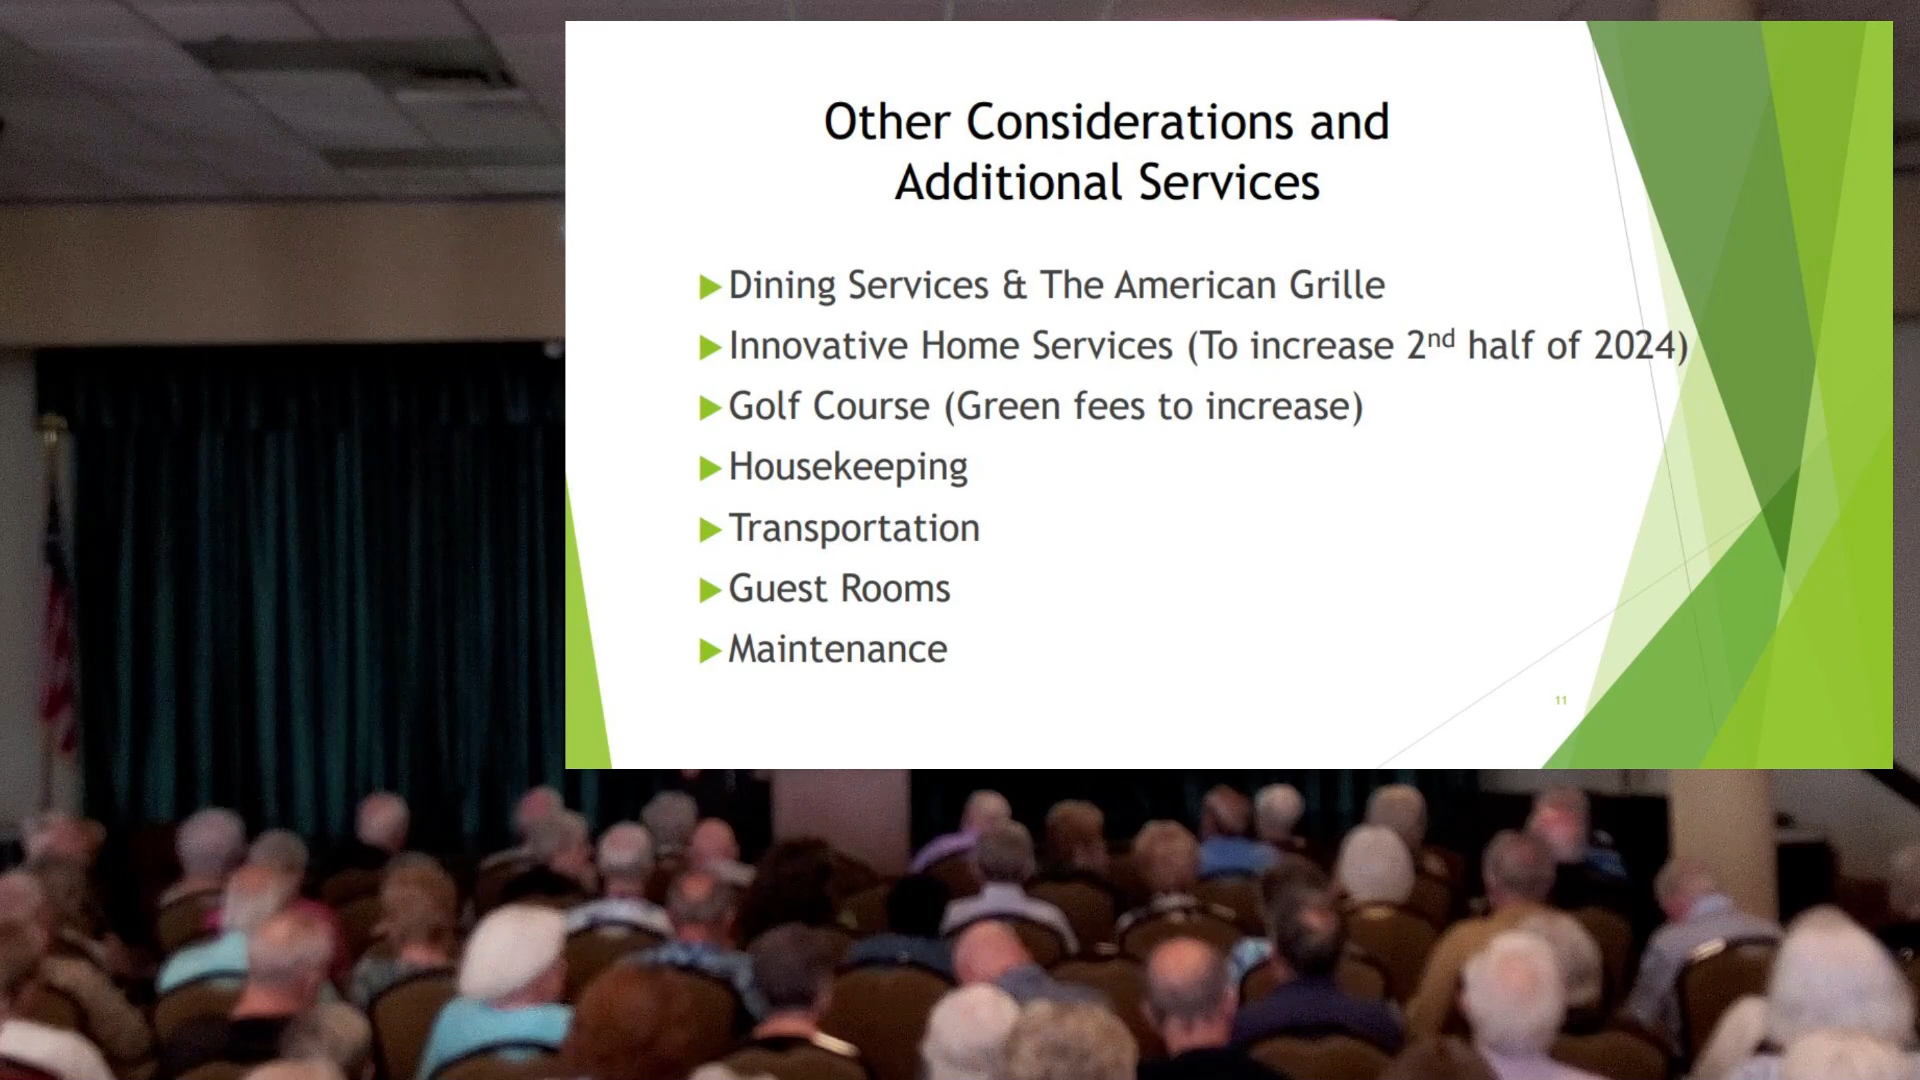 Other Considerations and
Additional Services
Dining Services & The American Grille
Innovative Home Services (To increase 2nd half of 2024)
Golf Course (Green fees to increase)
Housekeeping
Transportation
Guest Rooms
Maintenance
11